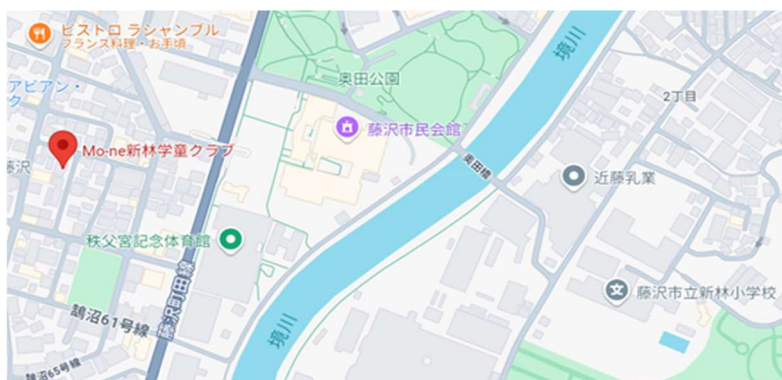 ビストロ ラシャンブル
フランス料理・お手頃
境川
アビアン・
ク
奥田公園
2丁目
藤沢市民会館
Mo-ne新林学童クラブ
藤沢
奥田橋
近藤乳業
秩父宮記念体育館
藤沢町田線
藤沢市立新林小学校
鵠沼61号線
境川
鵠沼65号線